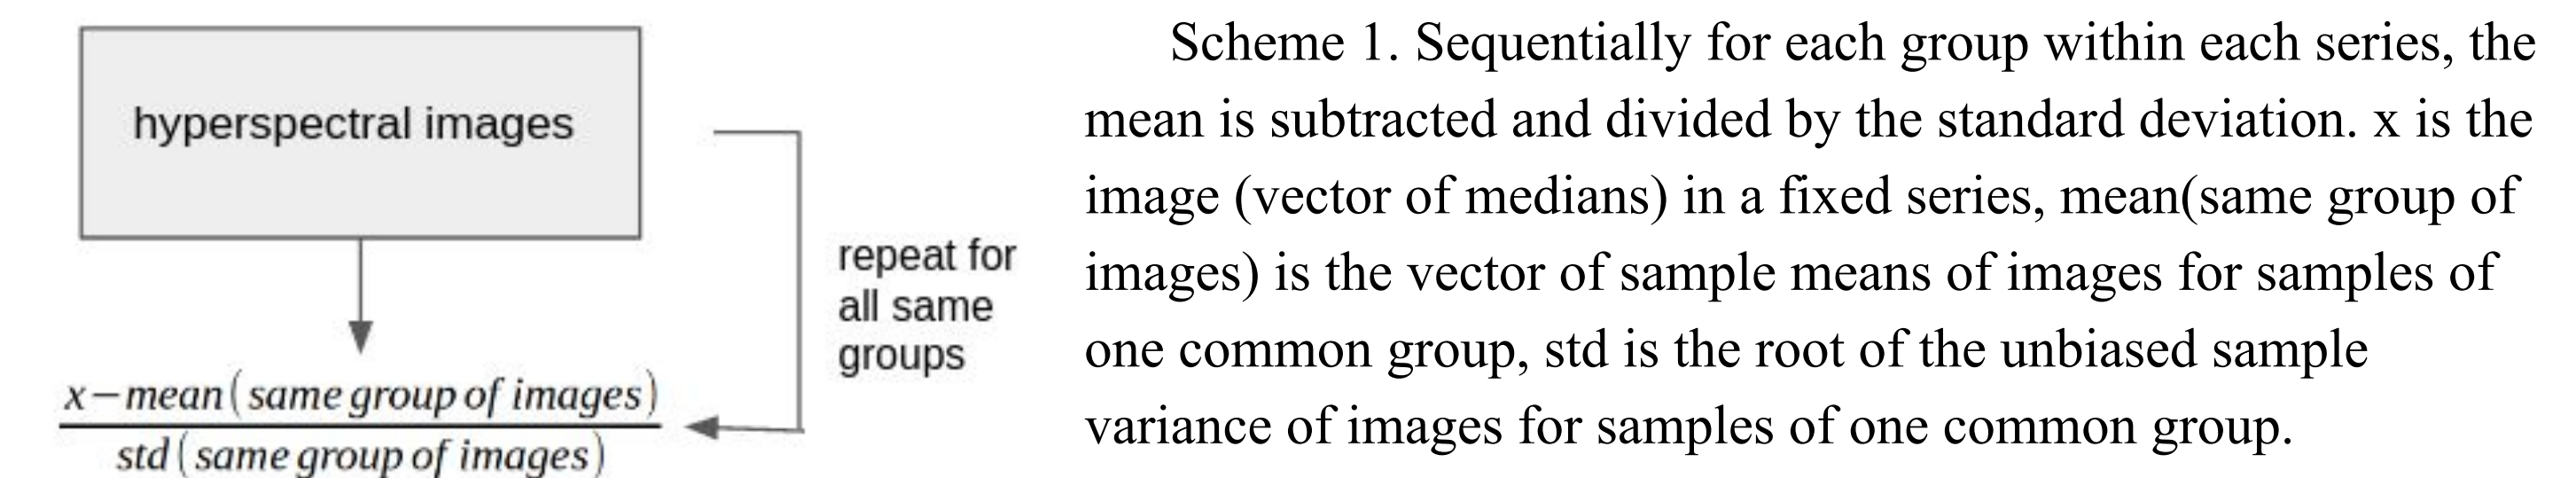 hyperspectral images
repeat for
all same
groups
x−mean(same group of images)
std(same group of images)
Scheme 1. Sequentially for each group within each series, the
mean is subtracted and divided by the standard deviation. x is the
image (vector of medians) in a fixed series, mean(same group of
images) is the vector of sample means of images for samples of
one common group, std is the root of the unbiased sample
variance of images for samples of one common group.